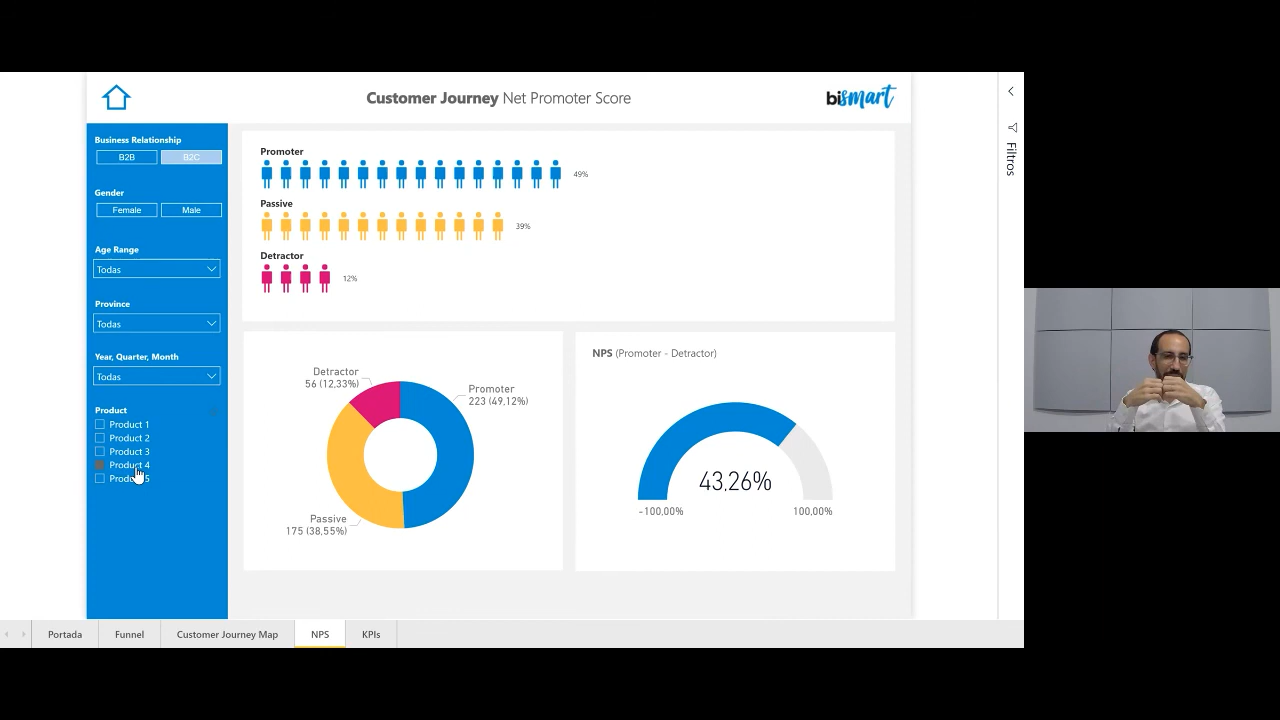 Customer Journey Net Promoter Score
bismart
Business Relationship
B2B B2C
Gender
Female Male
Age Range
Todas
Province
Todas
Year, Quarter, Month
Todas
Product
Product 1
Product 2
Product 3
Product 4
5
Promoter
49%
Passive
39%
Detractor
12%
Detractor
56 (12,33%)
Promoter
223 (49,12%)
Passive
175 (38,55%)
NPS (Promoter - Detractor)
43,26%
-100,00% 100,00%
Filtros
Portada Funnel Customer Journey Map NPS KPIs